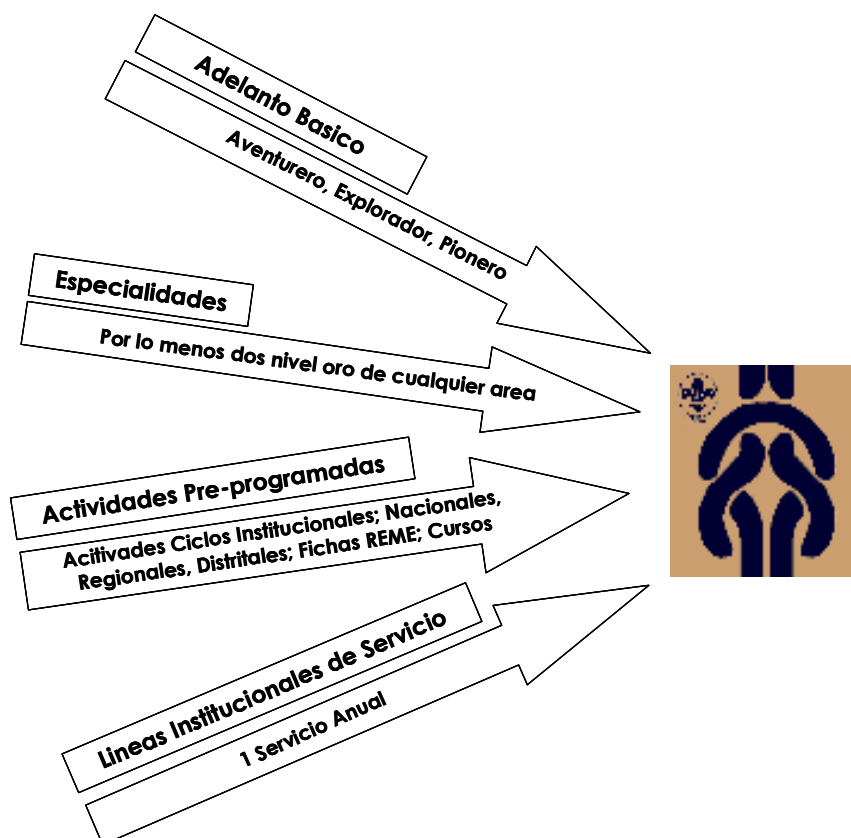 Adelanto Basico
Aventurero, Explorador, Pionero
Especialidades
Por lo menos dos nivel oro de cualquier area
Actividades Pre-programadas
Acitivades Ciclos Institucionales; Nacionales,
Regionales, Distritales; Fichas REME; Cursos
Lineas Institucionales de Servicio
1 Servicio Anual